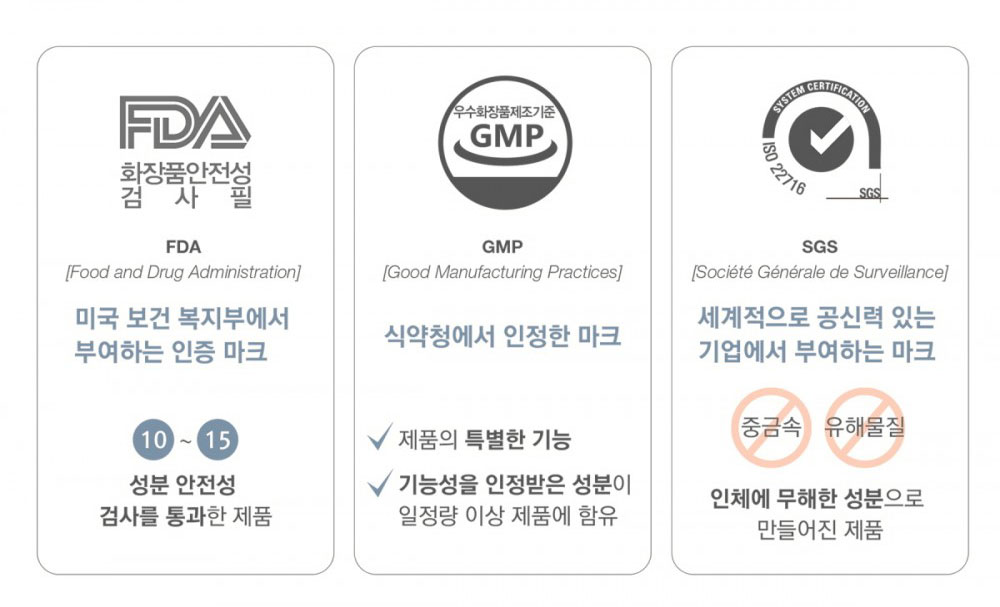 FDA
화장품안전성
검 사 필
FDA
[Food and Drug Administration]
미국 보건 복지부에서
부여하는 인증 마크
10 ~ 15
성분 안전성
검사를 통과한 제품
우수화장품제조기준
GMP
GMP
[Good Manufacturing Practices]
식약청에서 인정한 마크
제품의 특별한 기능
기능성을 인정받은 성분이
일정량 이상 제품에 함유
SYSTEM CERTIFICATION
ISO 22716
SGS
SGS
[Société Générale de Surveillance]
세계적으로 공신력 있는
기업에서 부여하는 마크
중금속 유해물질
인체에 무해한 성분으로
만들어진 제품